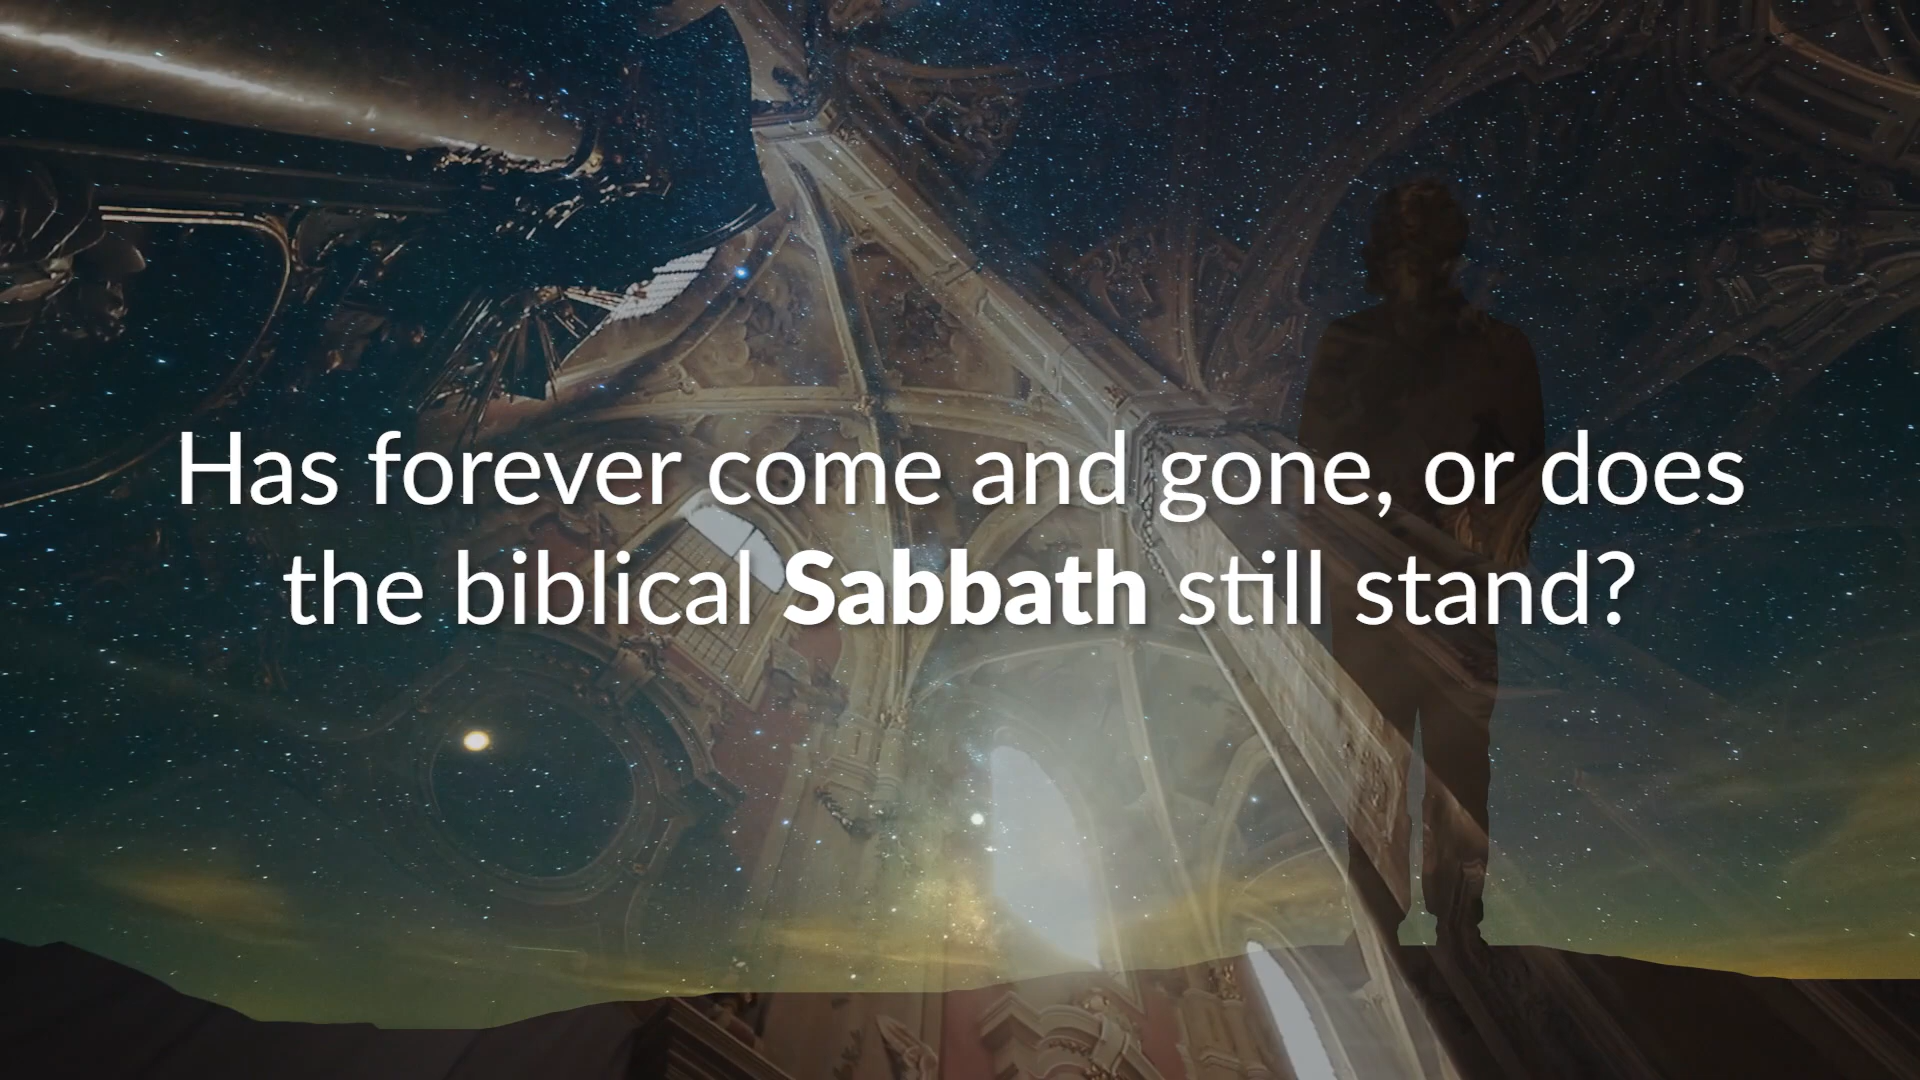 Has forever come and gone, or does
the biblical Sabbath still stand?